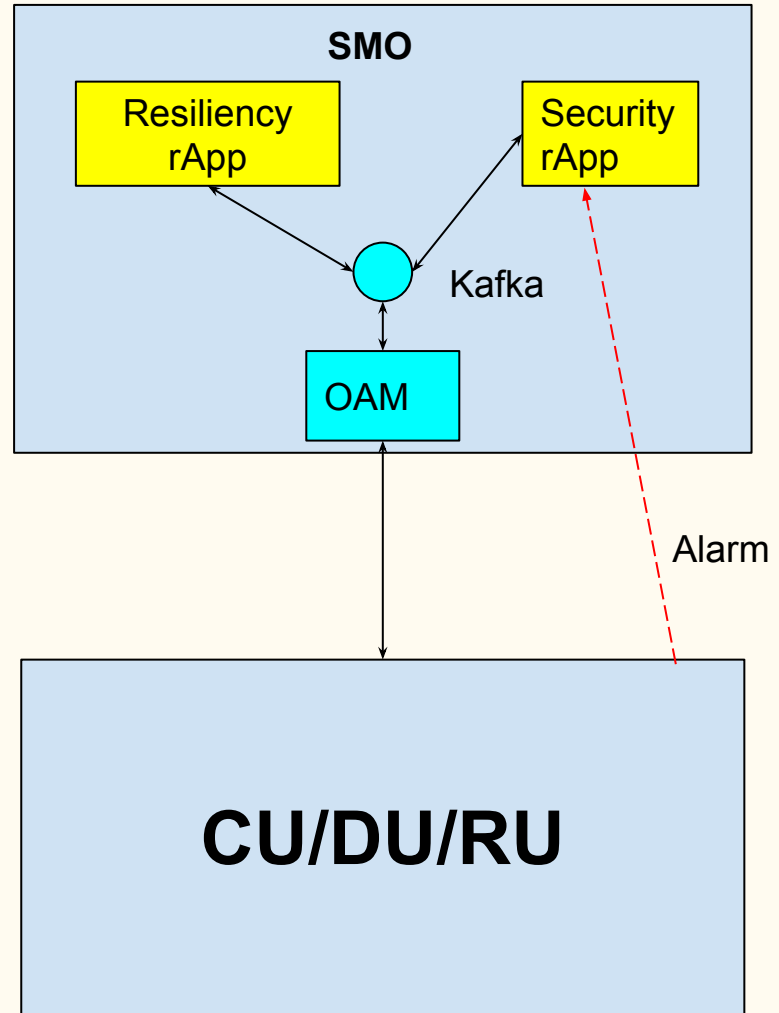 SMO
Resiliency
rApp
Security
rApp
Kafka
OAM
Alarm
CU/DU/RU